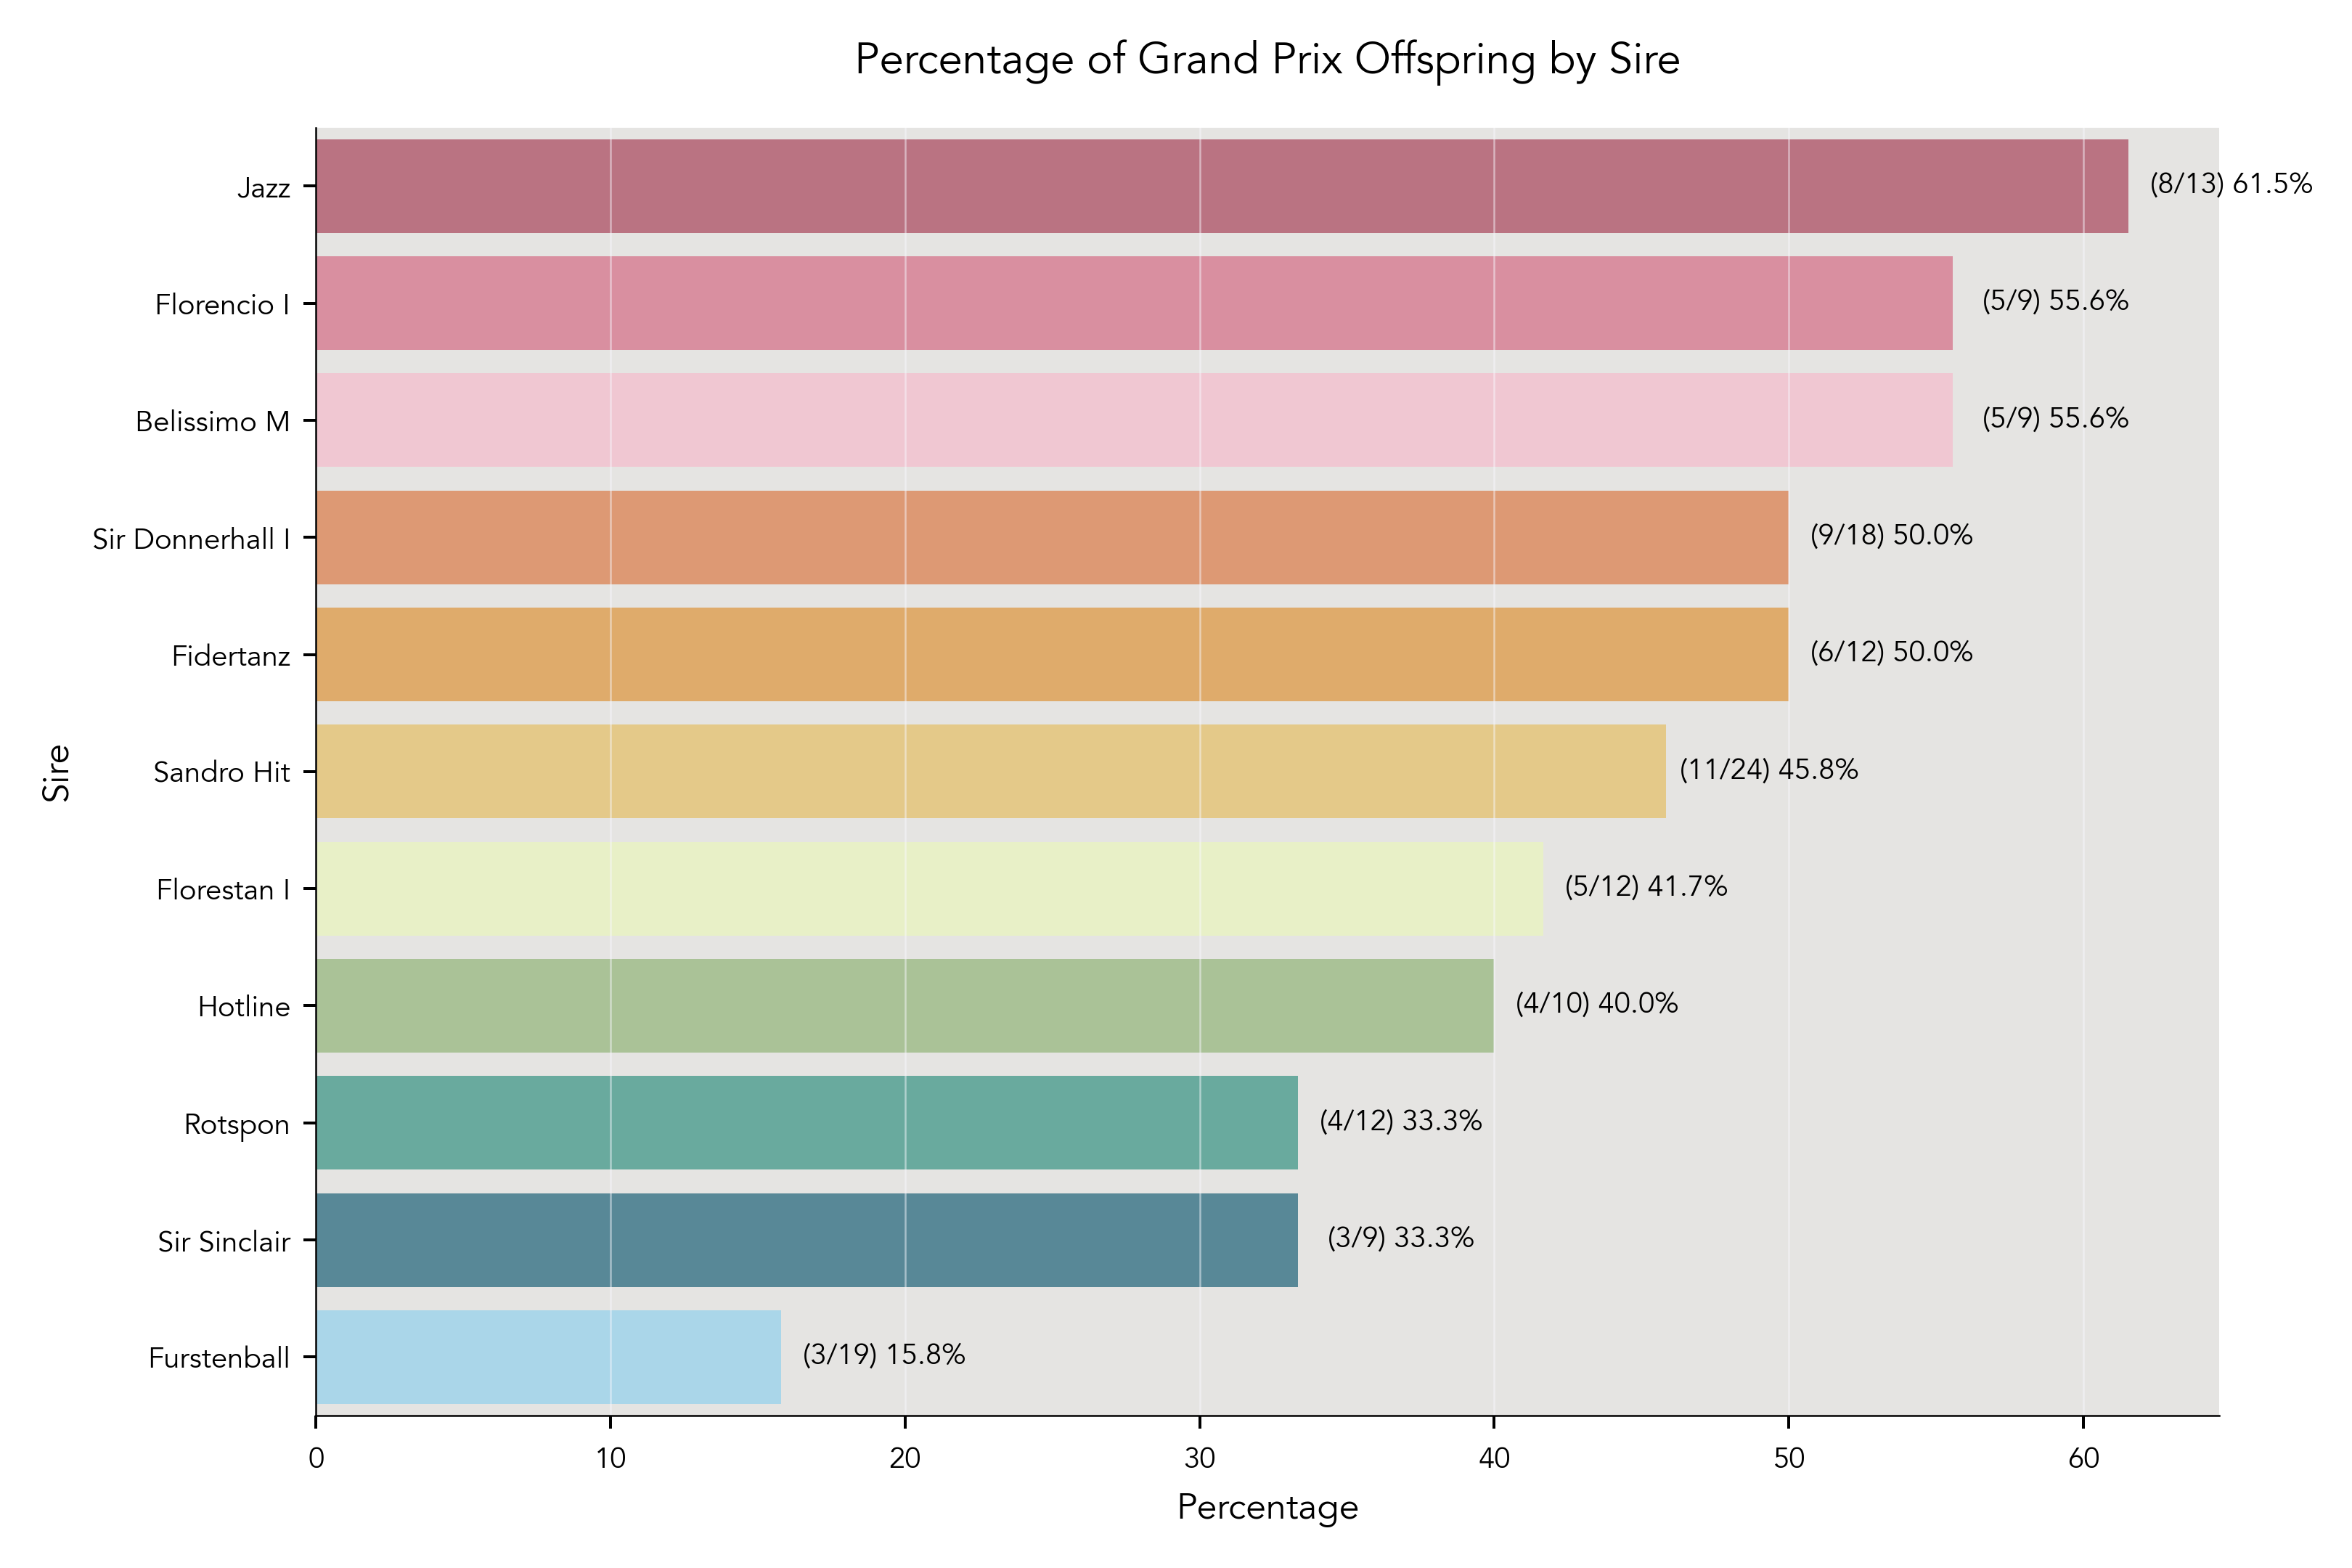 Percentage of Grand Prix Offspring by Sire
Jazz (8/13) 61.5%
Florencio I (5/9) 55.6%
Belissimo M (5/9) 55.6%
Sir Donnerhall I (9/18) 50.0%
Fidertanz (6/12) 50.0%
Sandro Hit (11/24) 45.8%
Florestan I (5/12) 41.7%
Hotline (4/10) 40.0%
Rotspon (4/12) 33.3%
Sir Sinclair (3/9) 33.3%
Furstenball (3/19) 15.8%
Sire
0 10 20 30 40 50 60
Percentage